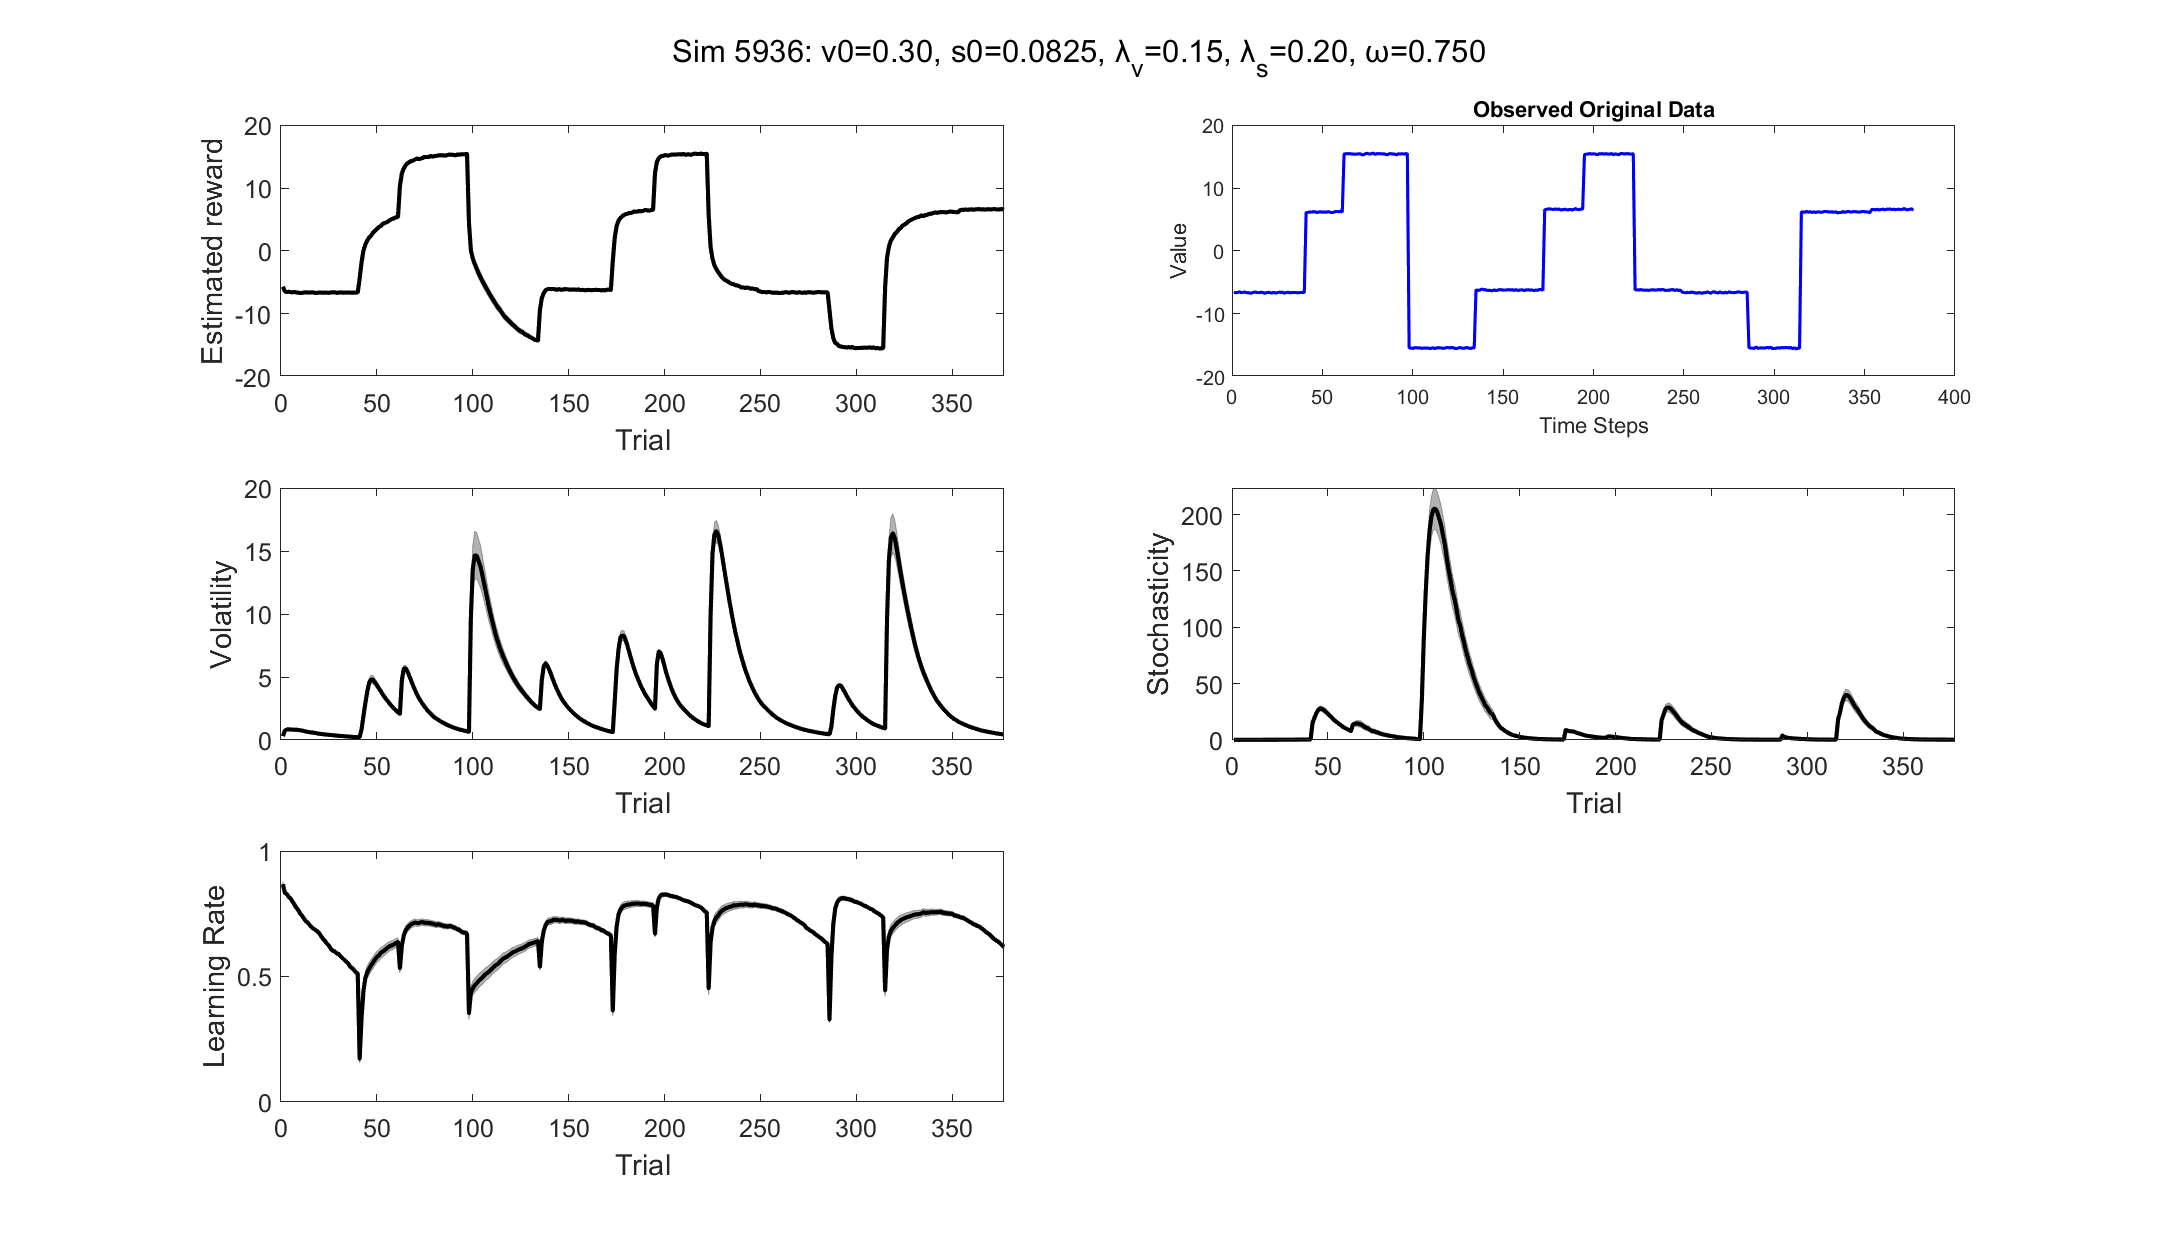 Sim 5936: v0=0.30, s0=0.0825, λ_v=0.15, λ_s=0.20, ω=0.750
Estimated reward
20
10
0
-10
-20
0 50 100 150 200 250 300 350
Trial
Observed Original Data
Value
20
10
0
-10
-20
0 50 100 150 200 250 300 350 400
Time Steps
Volatility
20
15
10
5
0
0 50 100 150 200 250 300 350
Trial
Stochasticity
200
150
100
50
0
0 50 100 150 200 250 300 350
Trial
Learning Rate
1
0.5
0
0 50 100 150 200 250 300 350
Trial